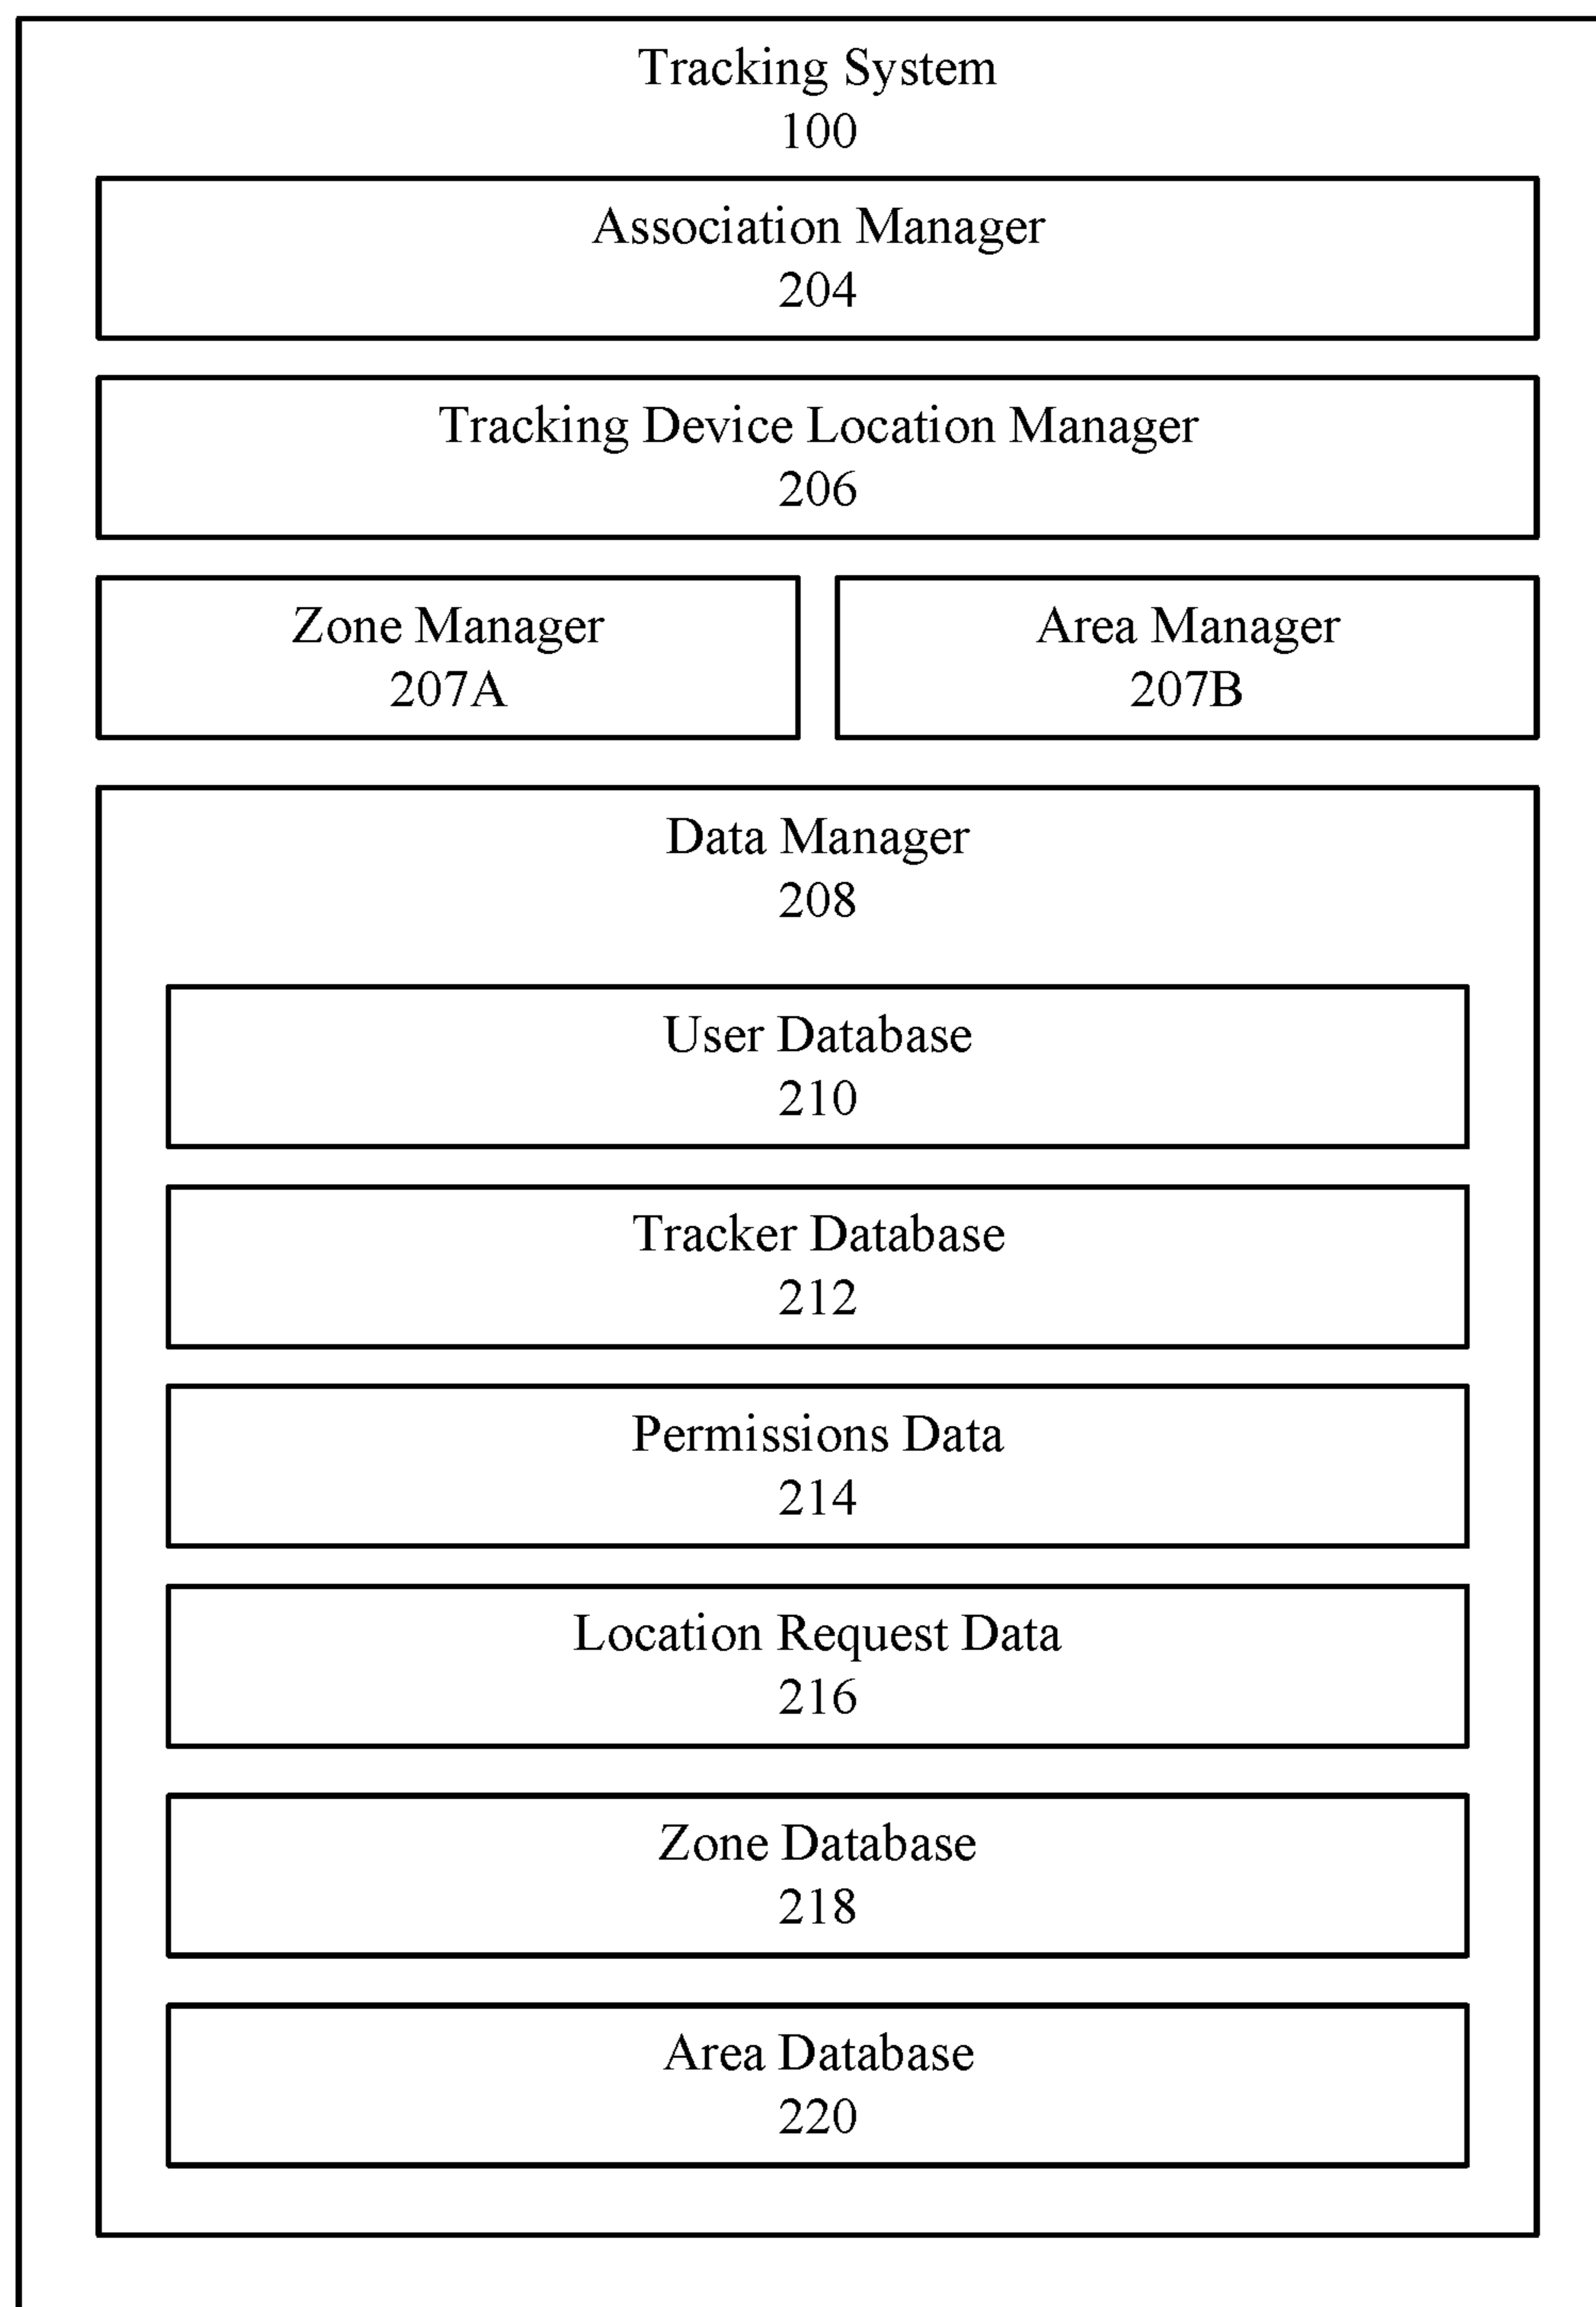 Tracking System
100
Association Manager
204
Tracking Device Location Manager
206
Zone Manager
207A
Area Manager
207B
Data Manager
208
User Database
210
Tracker Database
212
Permissions Data
214
Location Request Data
216
Zone Database
218
Area Database
220